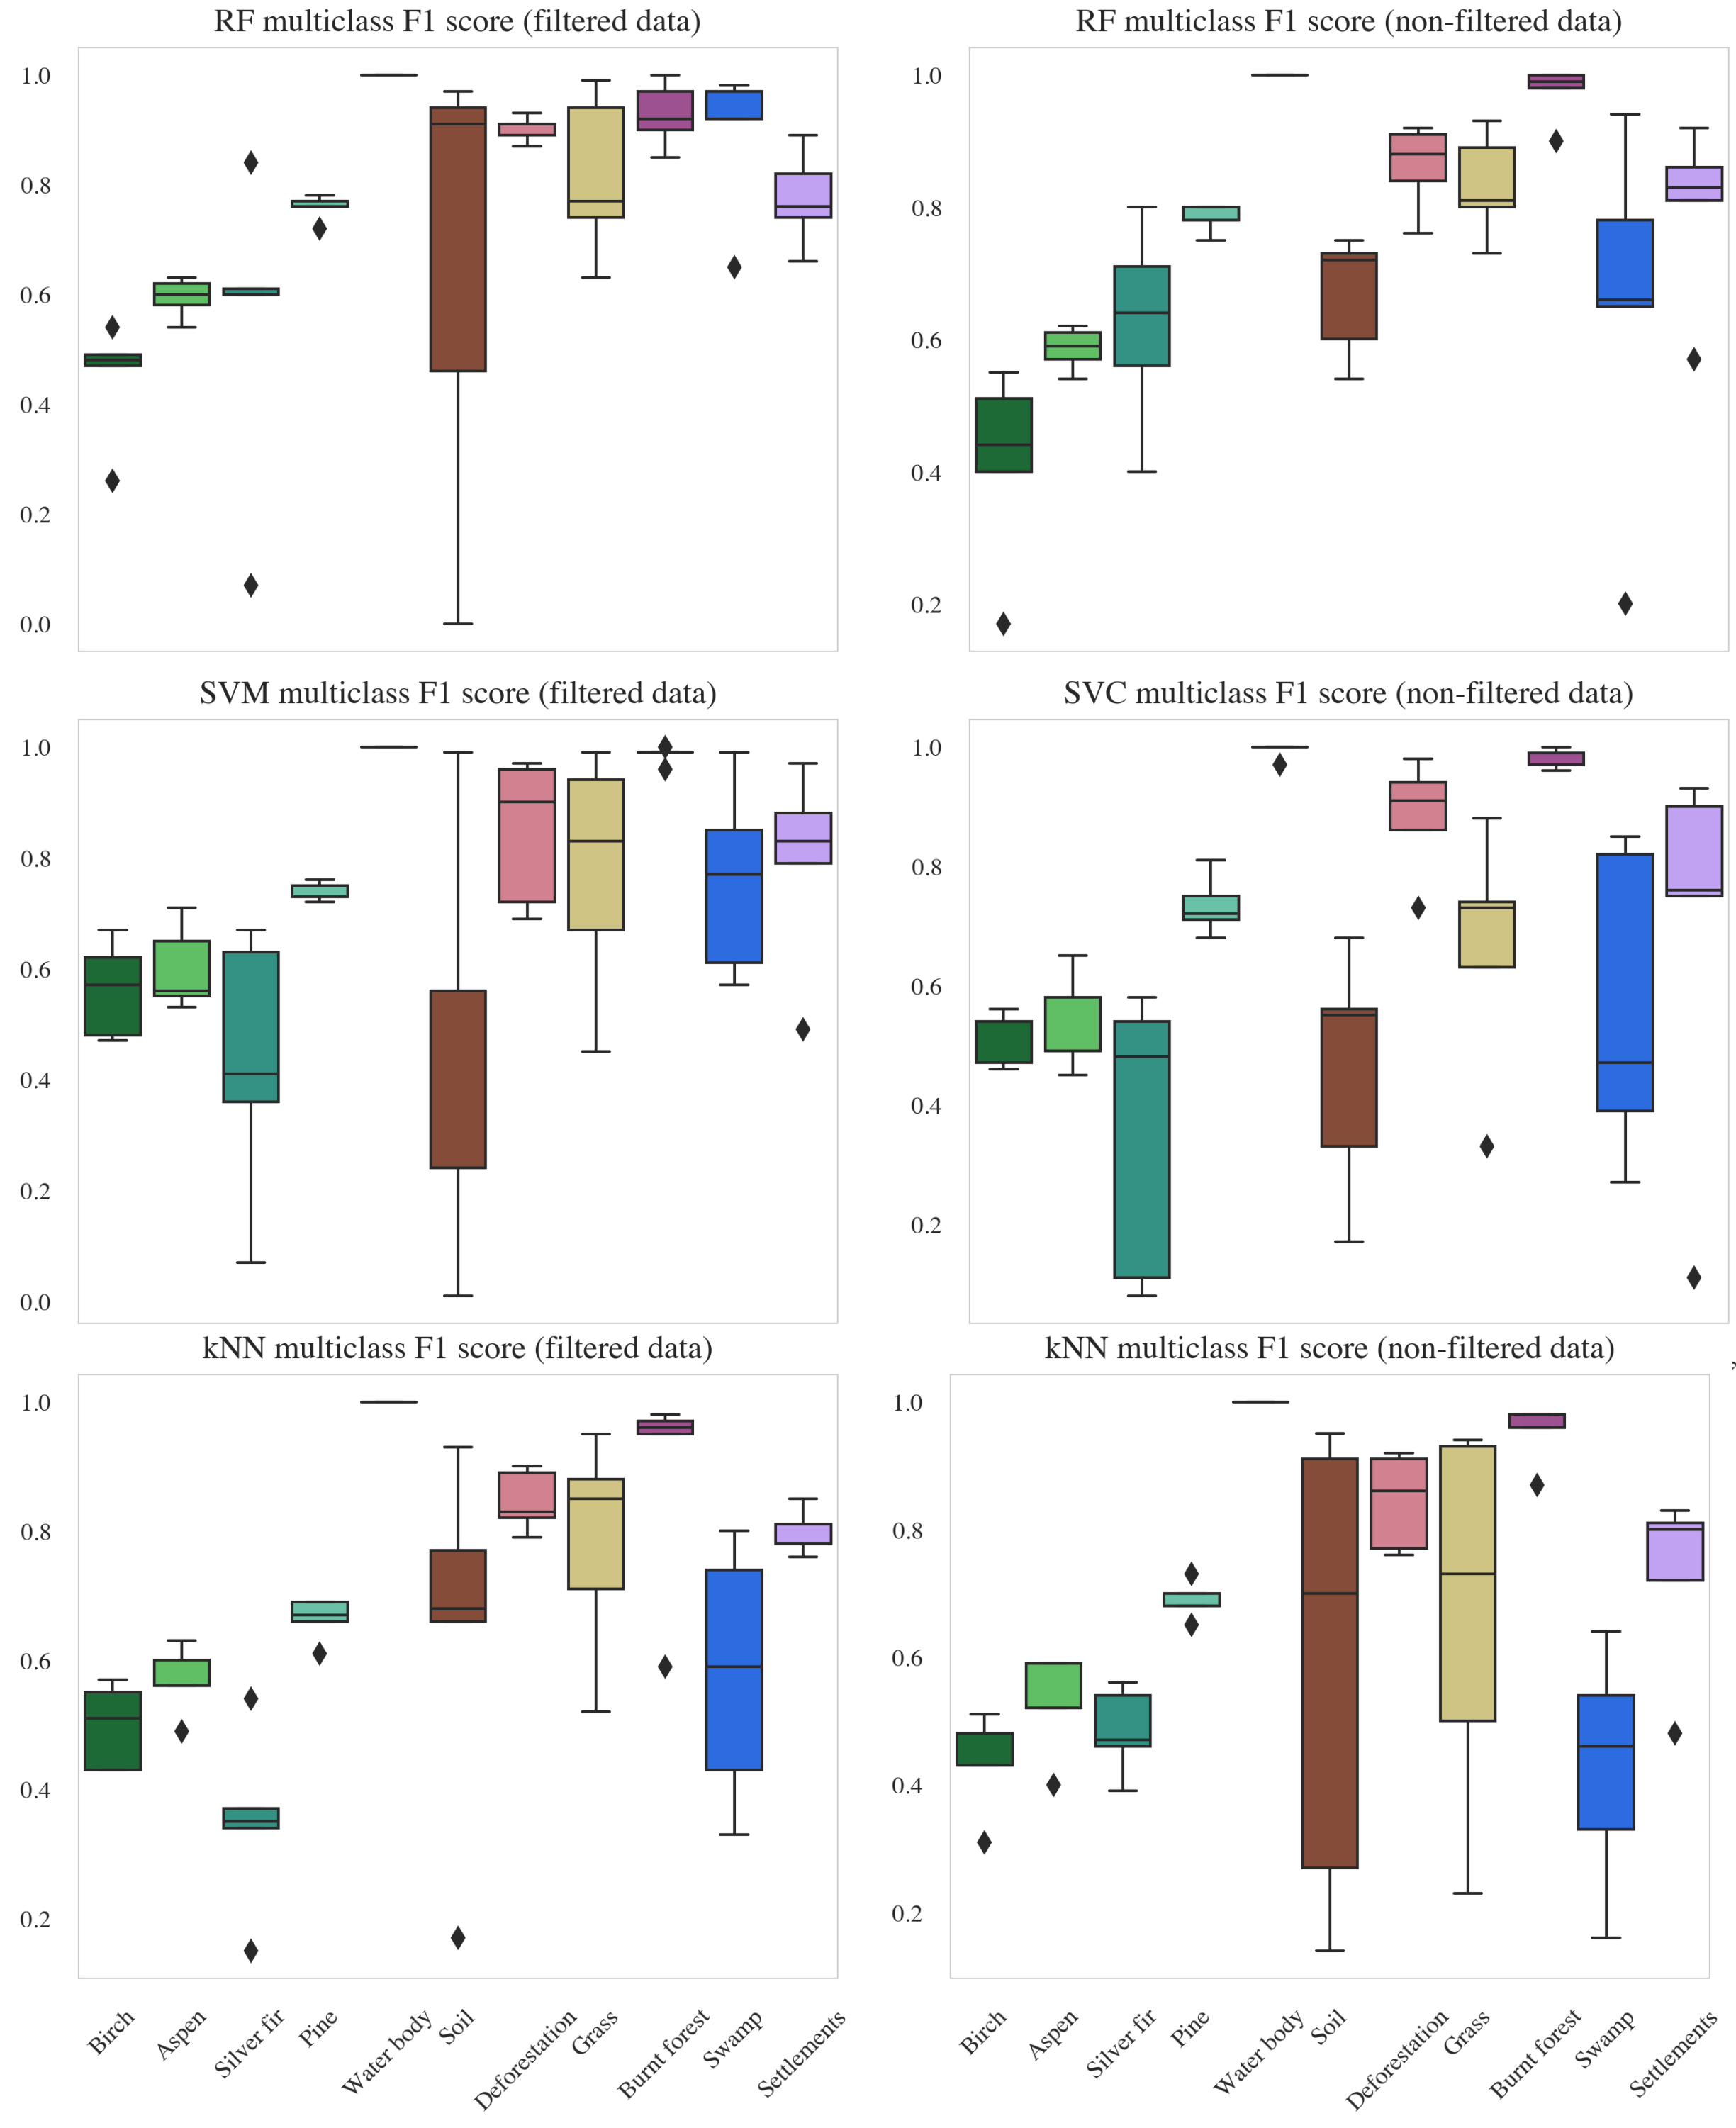 RF multiclass F1 score (filtered data)
1.0
0.8
0.6
0.4
0.2
0.0
RF multiclass F1 score (non-filtered data)
1.0
0.8
0.6
0.4
0.2
SVM multiclass F1 score (filtered data)
1.0
0.8
0.6
0.4
0.2
0.0
SVC multiclass F1 score (non-filtered data)
1.0
0.8
0.6
0.4
0.2
kNN multiclass F1 score (filtered data)
1.0
0.8
0.6
0.4
0.2
Birch
Aspen
Silver fir
Pine
Water body
Soil
Deforestation
Grass
Burnt forest
Swamp
Settlements
kNN multiclass F1 score (non-filtered data)
,
1.0
0.8
0.6
0.4
0.2
Birch
Aspen
Silver fir
Pine
Water body
Soil
Deforestation
Grass
Burnt forest
Swamp
Settlements